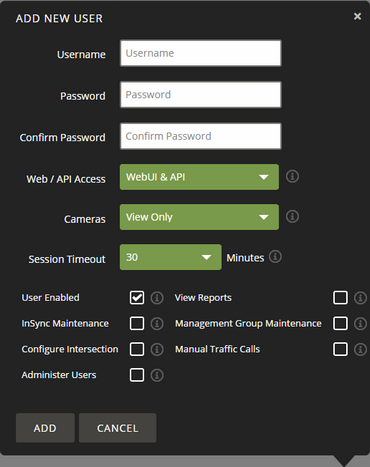 ADD NEW USER ×
Username Username
Password Password
Confirm Password Confirm Password
Web / API Access WebUI & API
Cameras View Only
Session Timeout 30 Minutes
User Enabled View Reports
InSync Maintenance Management Group Maintenance
Configure Intersection Manual Traffic Calls
Administer Users
ADD CANCEL